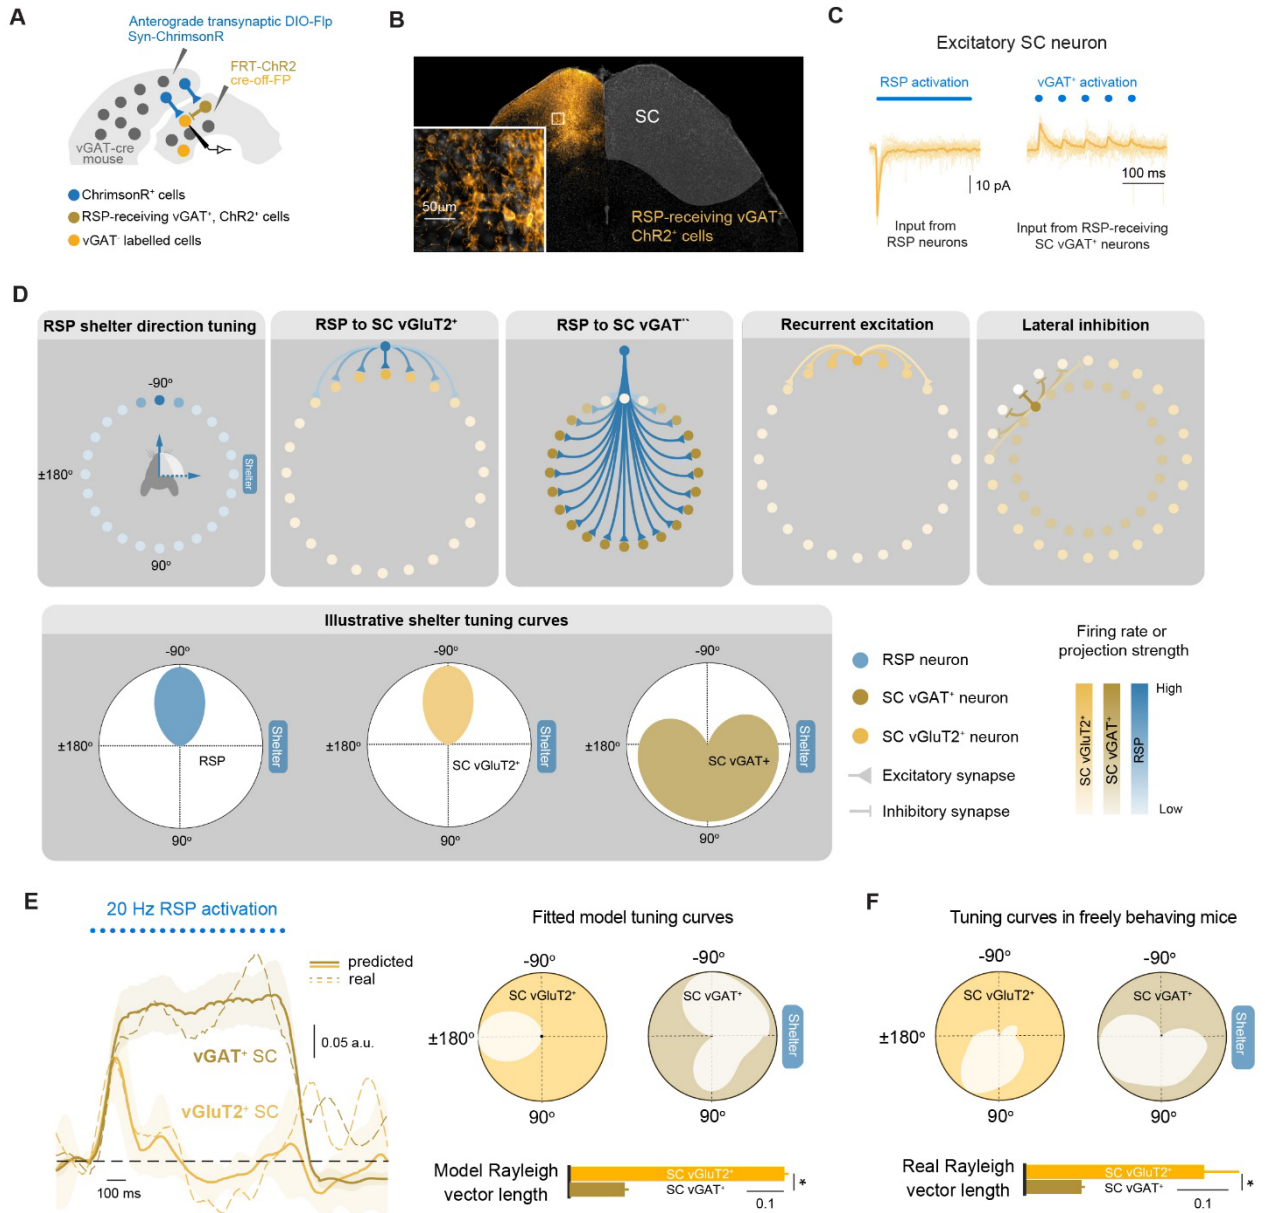 A
Anterograde transynaptic DIO-Flp
Syn-ChrimsonR
FRT-ChR2
cre-off-FP
vGAT-cre
mouse
ChrimsonR⁺ cells
RSP-receiving vGAT⁺, ChR2⁺ cells
vGAT⁻ labelled cells
B
SC
50µm
RSP-receiving vGAT⁺
ChR2⁺ cells
C
Excitatory SC neuron
RSP activation
vGAT⁺ activation
10 pA
100 ms
Input from
RSP neurons
Input from RSP-receiving
SC vGAT⁺ neurons
D
RSP shelter direction tuning
-90º
±180º
Shelter
90º
RSP to SC vGluT2⁺
RSP to SC vGAT⁺
Recurrent excitation
Lateral inhibition
Illustrative shelter tuning curves
-90º
±180º
RSP
Shelter
90º
-90º
±180º
SC vGluT2⁺
Shelter
90º
-90º
±180º
SC vGAT+
Shelter
90º
RSP neuron
SC vGAT⁺ neuron
SC vGluT2⁺ neuron
Excitatory synapse
Inhibitory synapse
Firing rate or
projection strength
SC vGluT2⁺
SC vGAT⁺
RSP
High
Low
E
20 Hz RSP activation
predicted
real
0.05 a.u.
vGAT⁺ SC
vGluT2⁺ SC
100 ms
Fitted model tuning curves
-90º
SC vGluT2⁺
±180º
90º
-90º
SC vGAT⁺
Shelter
90º
Model Rayleigh
vector length
SC vGluT2⁺
SC vGAT⁺
*
0.1
F
Tuning curves in freely behaving mice
-90º
SC vGluT2⁺
±180º
90º
-90º
SC vGAT⁺
Shelter
90º
Real Rayleigh
vector length
SC vGluT2⁺
SC vGAT⁺
*
0.1